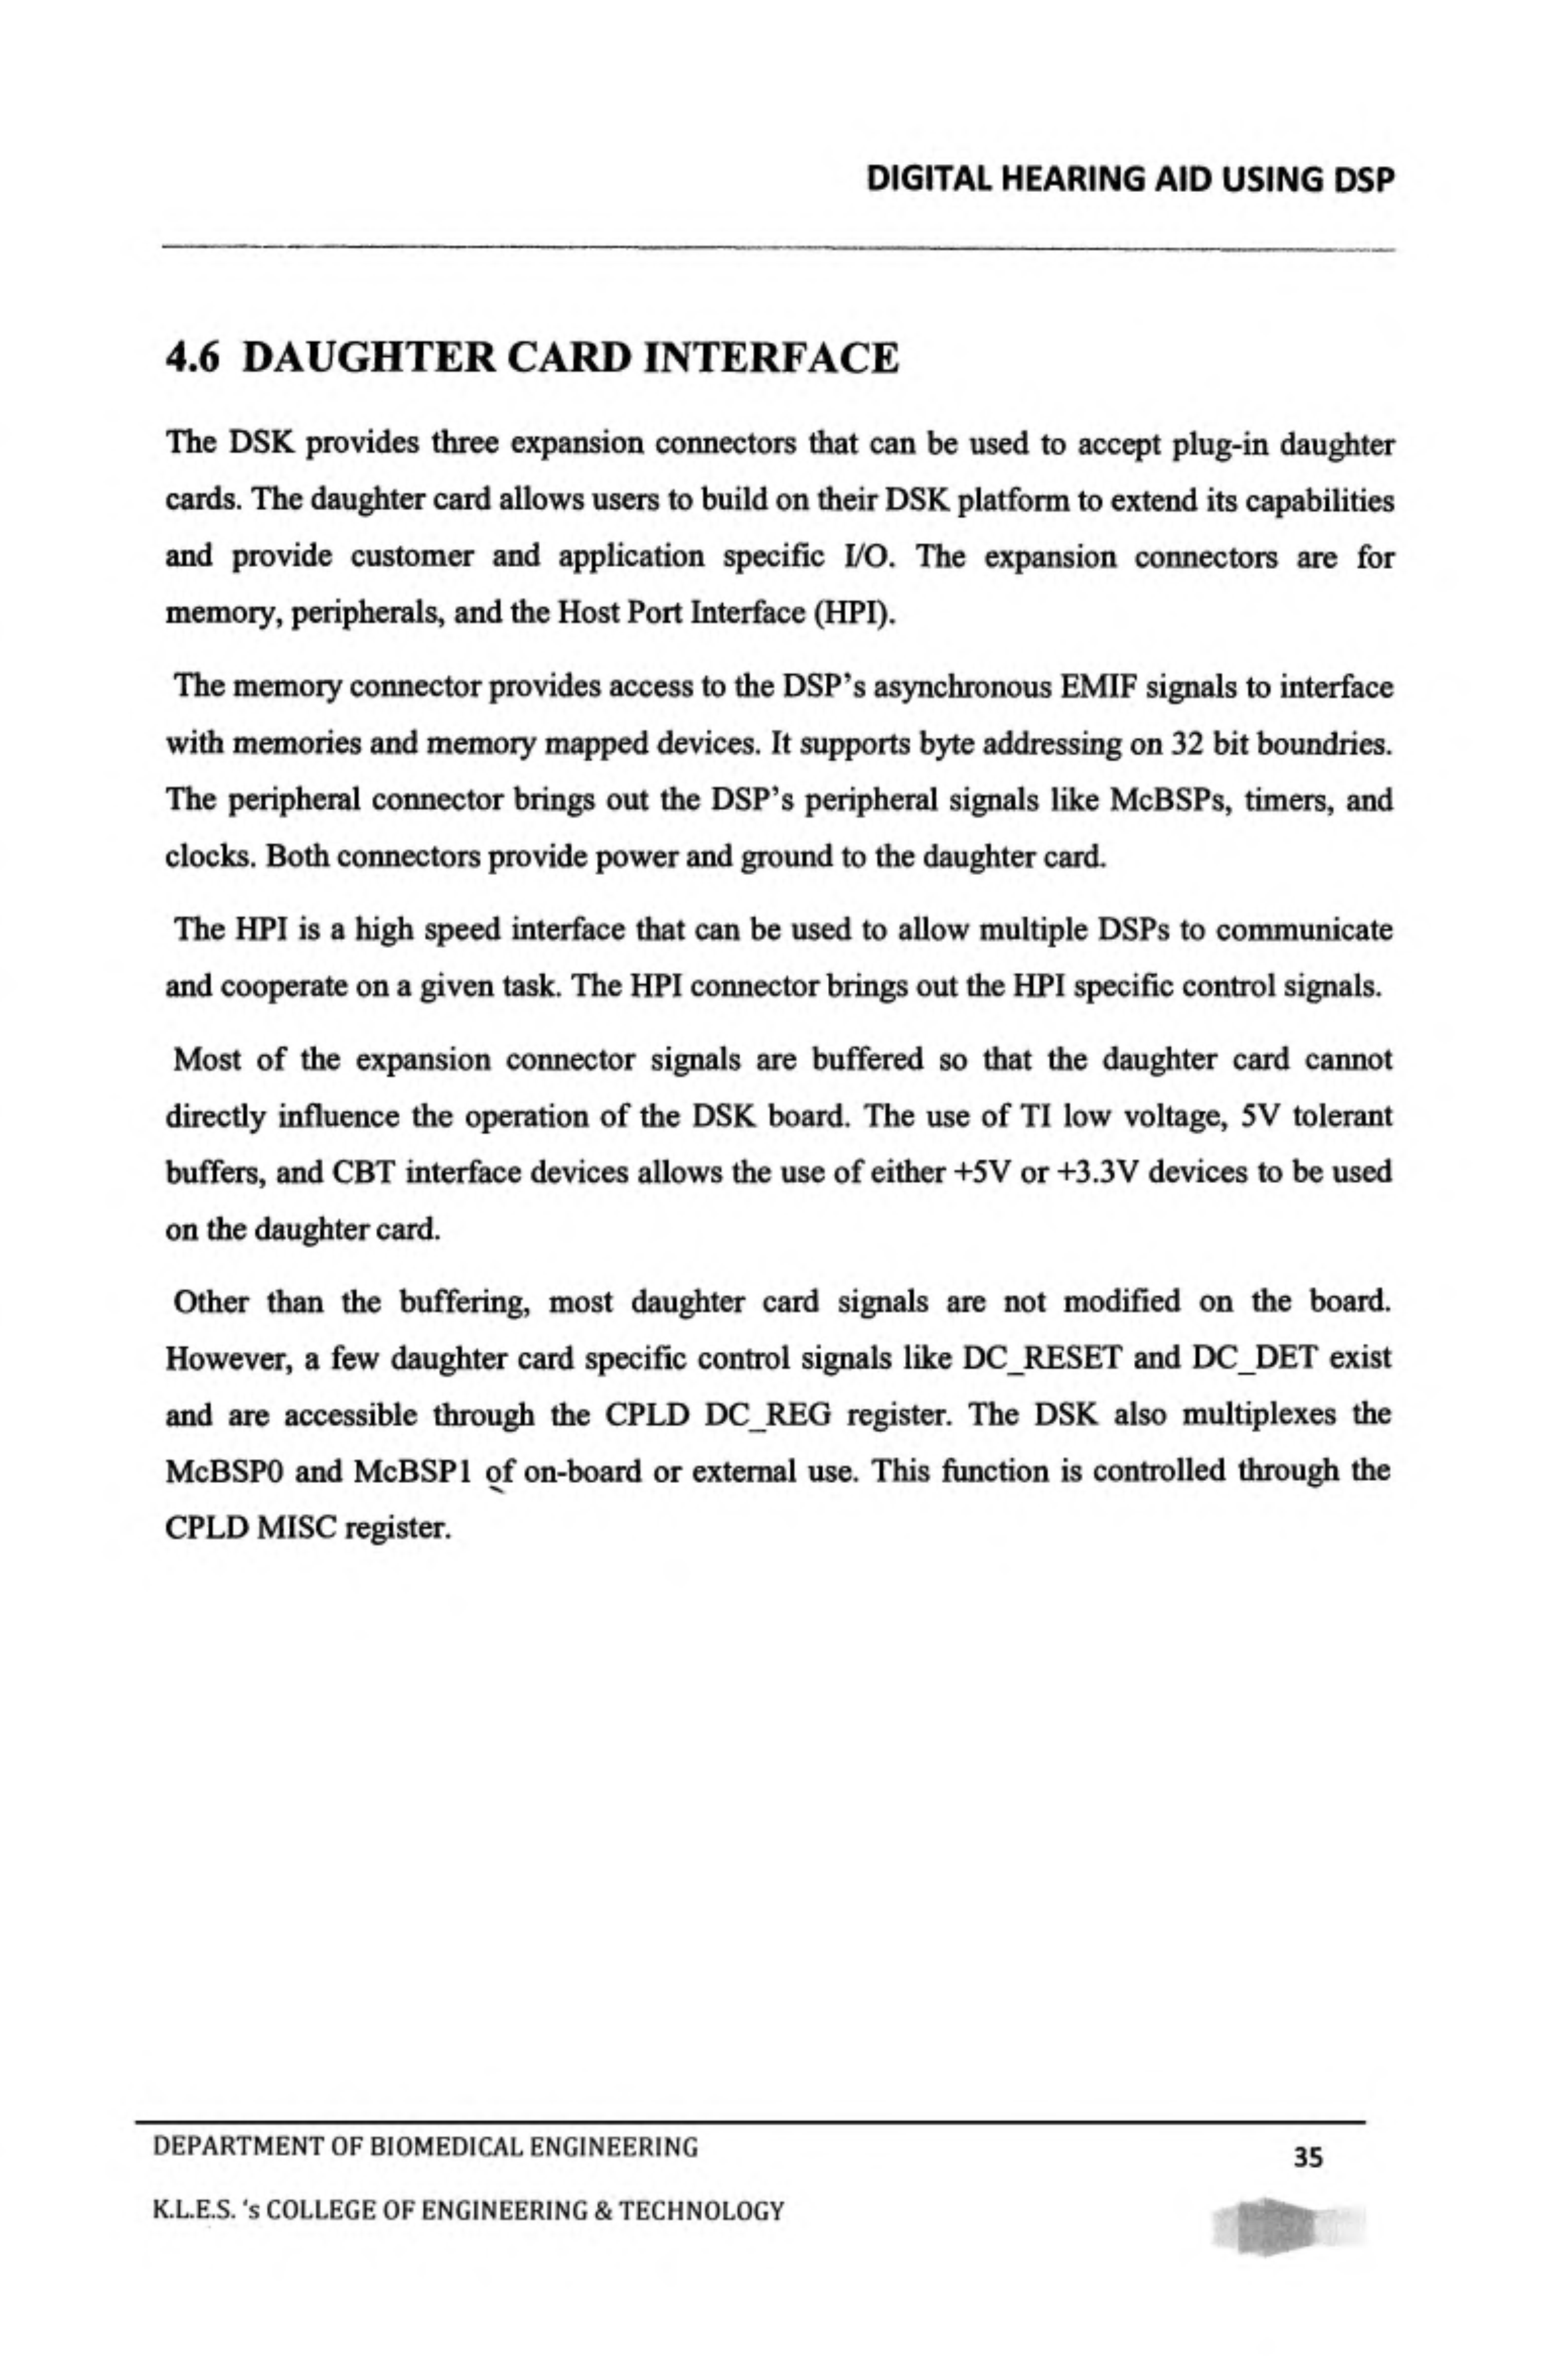 DIGITAL HEARING AID USING DSP
4.6 DAUGHTER CARD INTERFACE
The DSK provides three expansion connectors that can be used to accept plug-in daughter
cards. The daughter card allows users to build on their DSK platform to extend its capabilities
and provide customer and application specific I/O. The expansion connectors are for
memory, peripherals, and the Host Port Interface (HPI).
The memory connector provides access to the DSP’s asynchronous EMIF signals to interface
with memories and memory mapped devices. It supports byte addressing on 32 bit boundries.
The peripheral connector brings out the DSP’s peripheral signals like McBSPs, timers, and
clocks. Both connectors provide power and ground to the daughter card.
The HPI is a high speed interface that can be used to allow multiple DSPs to communicate
and cooperate on a given task. The HPI connector brings out the HPI specific control signals.
Most of the expansion connector signals are buffered so that the daughter card cannot
directly influence the operation of the DSK board. The use of TI low voltage, 5V tolerant
buffers, and CBT interface devices allows the use of either +5V or +3.3V devices to be used
on the daughter card.
Other than the buffering, most daughter card signals are not modified on the board.
However, a few daughter card specific control signals like DC_RESET and DC_DET exist
and are accessible through the CPLD DC_REG register. The DSK also multiplexes the
McBSP0 and McBSP1 of on-board or external use. This function is controlled through the
CPLD MISC register.
DEPARTMENT OF BIOMEDICAL ENGINEERING
35
K.L.E.S. ‘s COLLEGE OF ENGINEERING & TECHNOLOGY